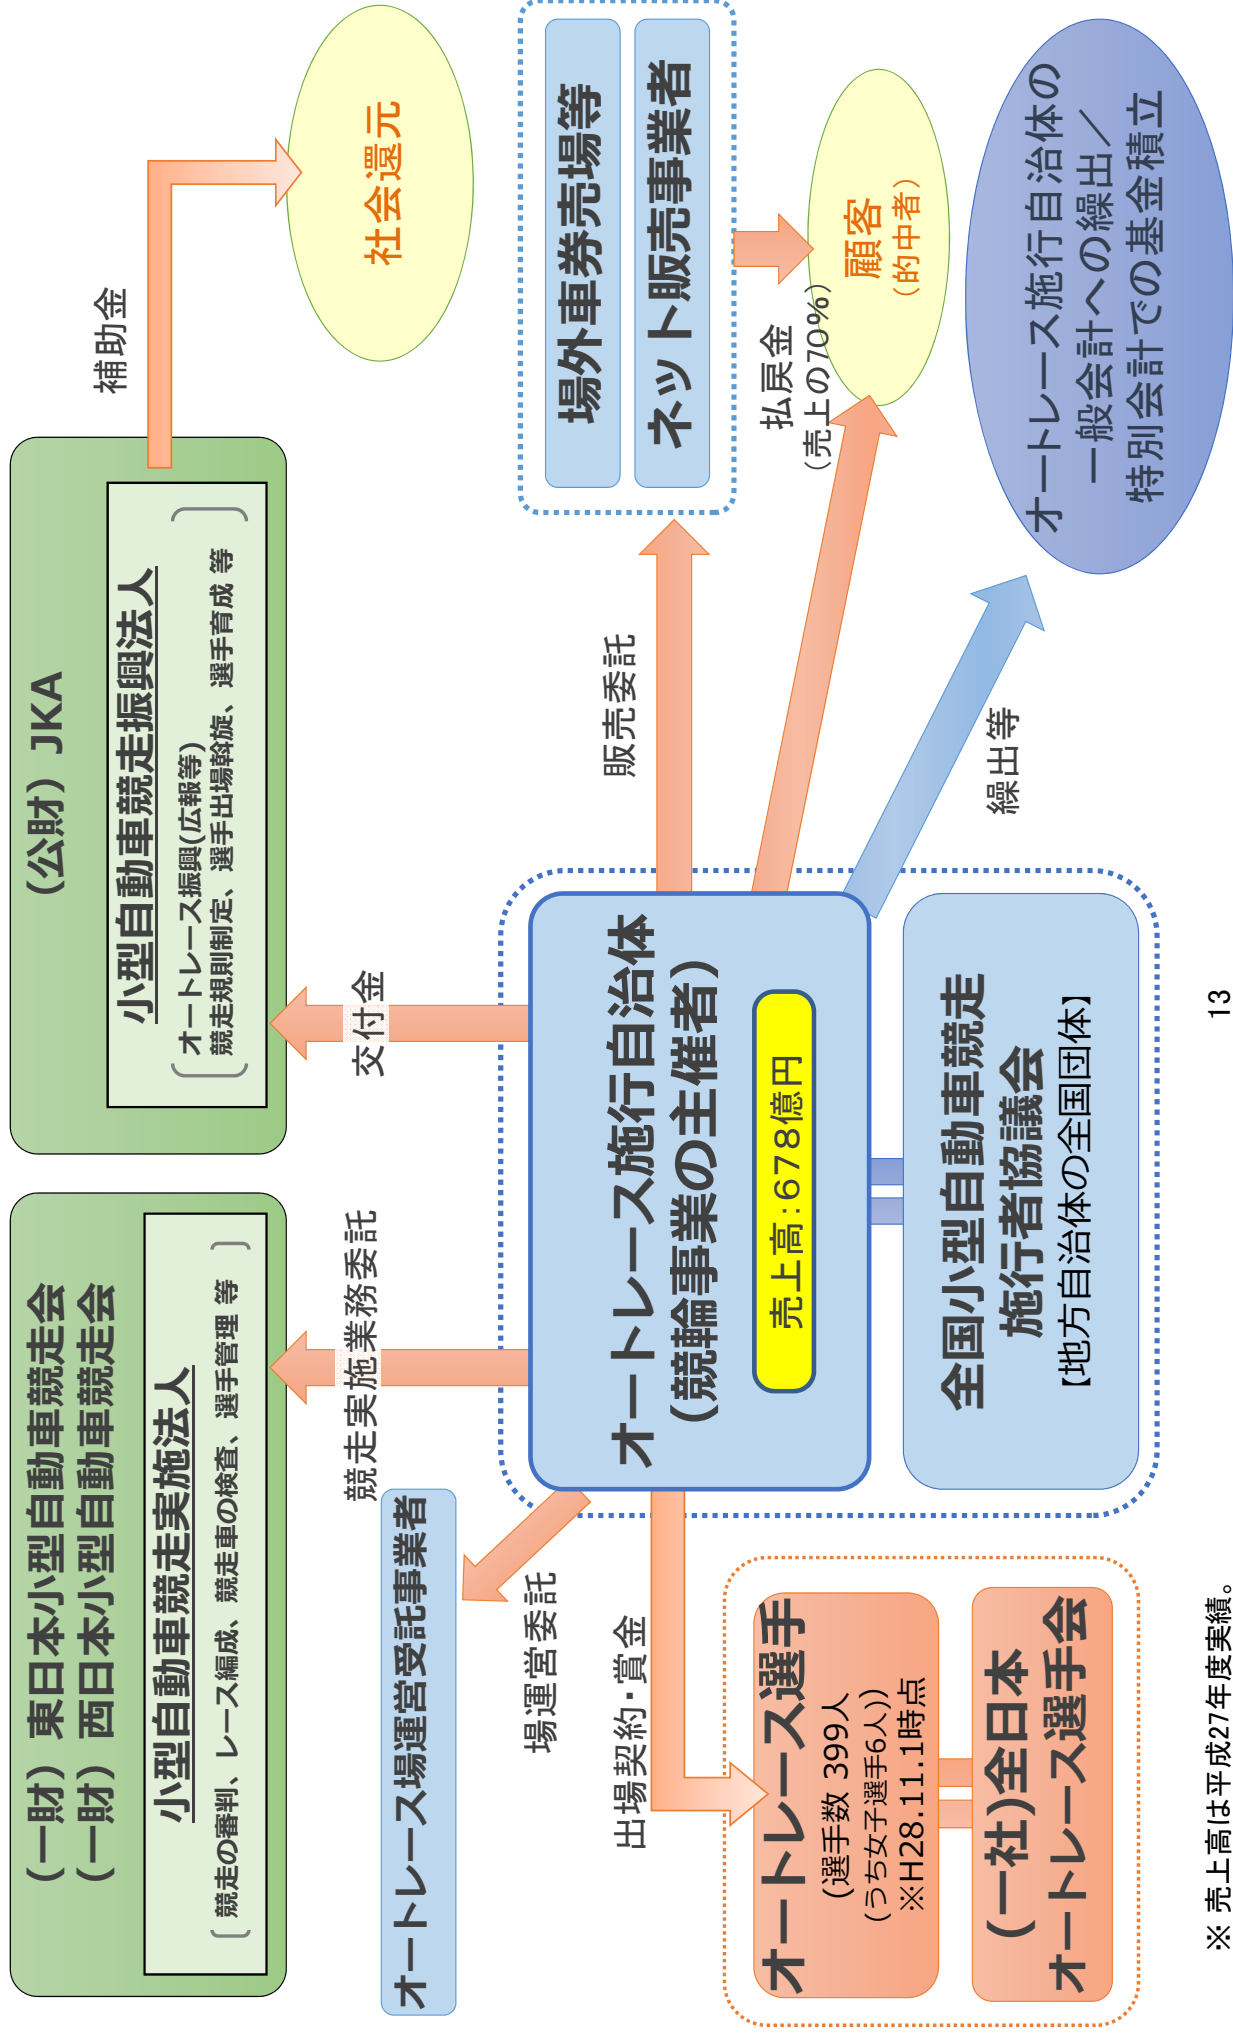 (一財) 東日本小型自動車競走会
(一財) 西日本小型自動車競走会
小型自動車競走実施法人
競走の審判、レース編成、競走車の検査、選手管理 等
(公財) JKA
小型自動車競走振興法人
オートレース振興(広報等)
競走規則制定、選手出場斡旋、選手育成 等
補助金
社会還元
競走実施業務委託
交付金
オートレース場運営受託事業者
場運営委託
出場契約・賞金
オートレース施行自治体
(競輪事業の主催者)
売上高:678億円
販売委託
場外車券売場等
ネット販売事業者
払戻金
(売上の70%)
顧客
(的中者)
繰出等
オートレース施行自治体の
一般会計への繰出/
特別会計での基金積立
全国小型自動車競走
施行者協議会
【地方自治体の全国団体】
オートレース選手
(選手数 399人
(うち女子選手6人))
※H28.11.1時点
(一社)全日本
オートレース選手会
※ 売上高は平成27年度実績。
13